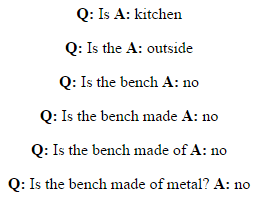 Q: Is A: kitchen
Q: Is the A: outside
Q: Is the bench A: no
Q: Is the bench made A: no
Q: Is the bench made of A: no
Q: Is the bench made of metal? A: no